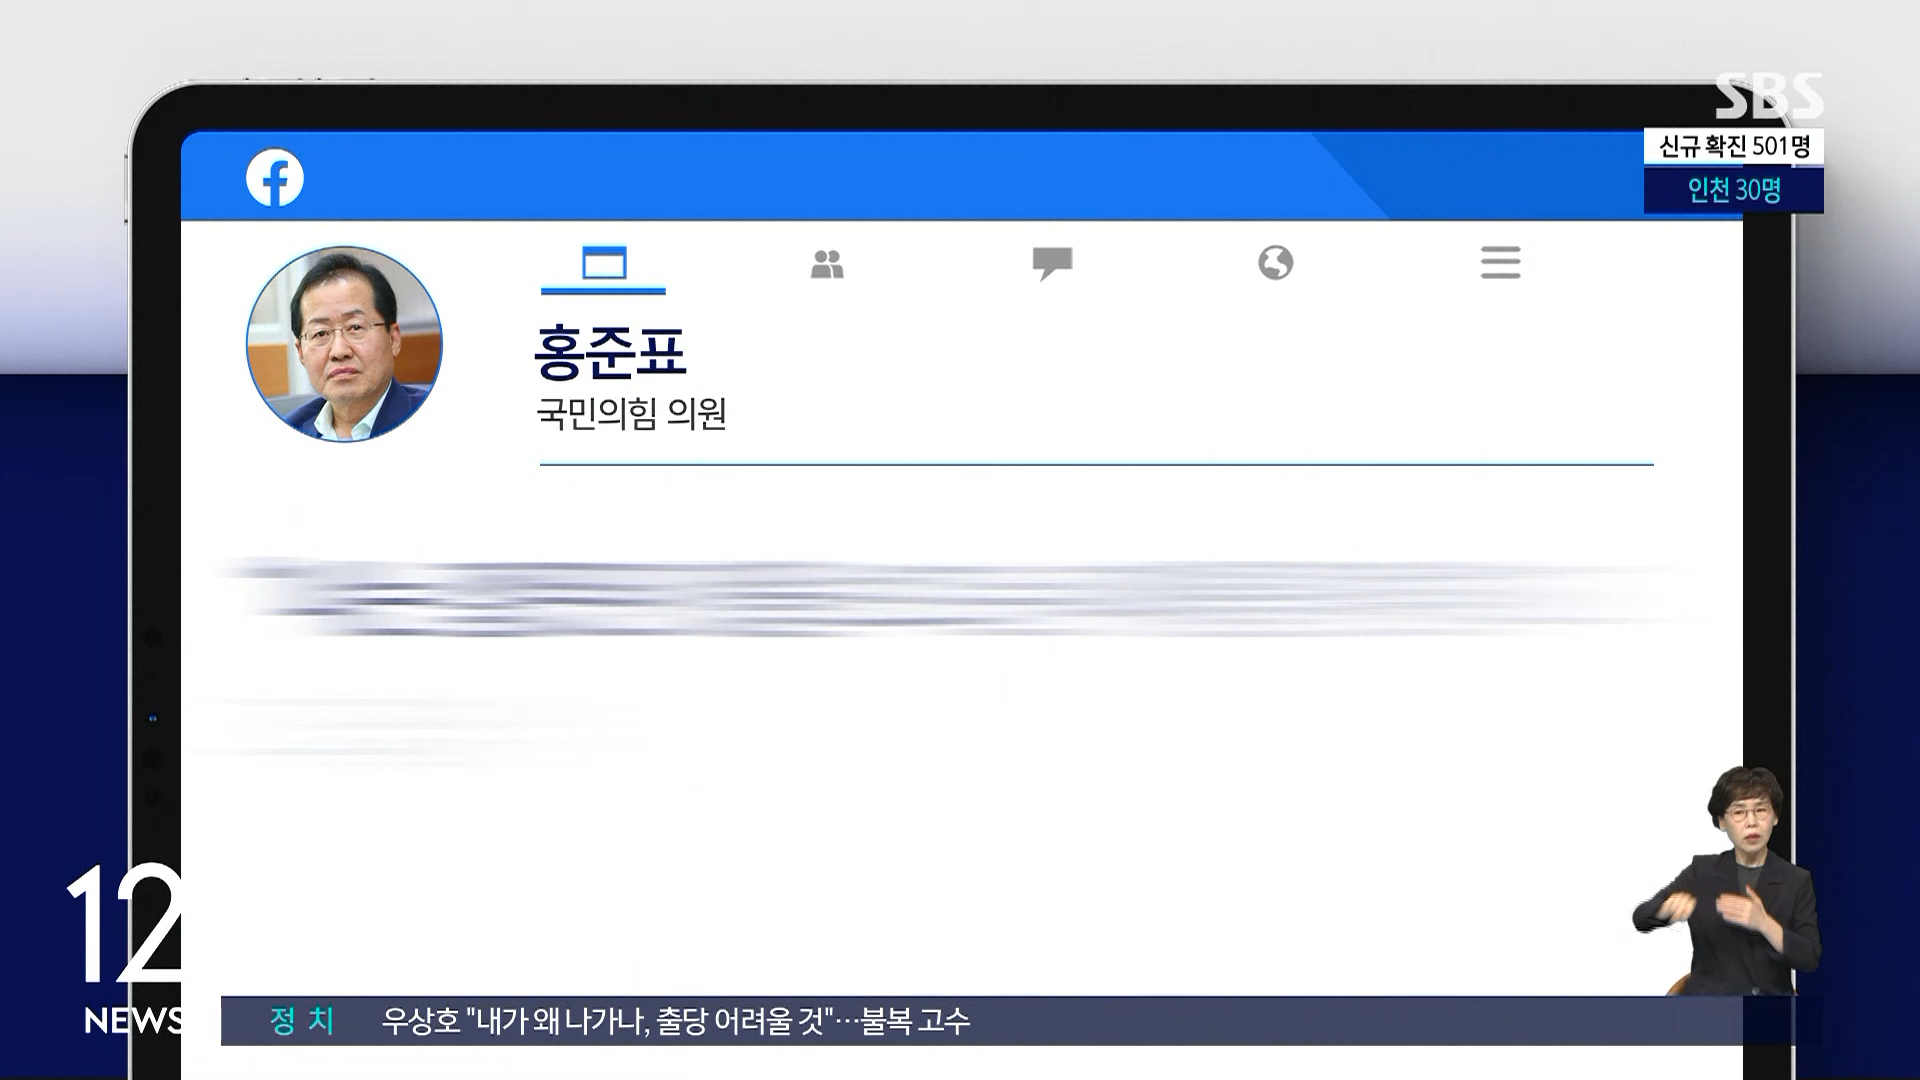 SBS
신규 확진 501명
인천 30명
홍준표
국민의힘 의원
12
NEWS
정치 우상호 "내가 왜 나가나, 출당 어려울 것"…불복 고수